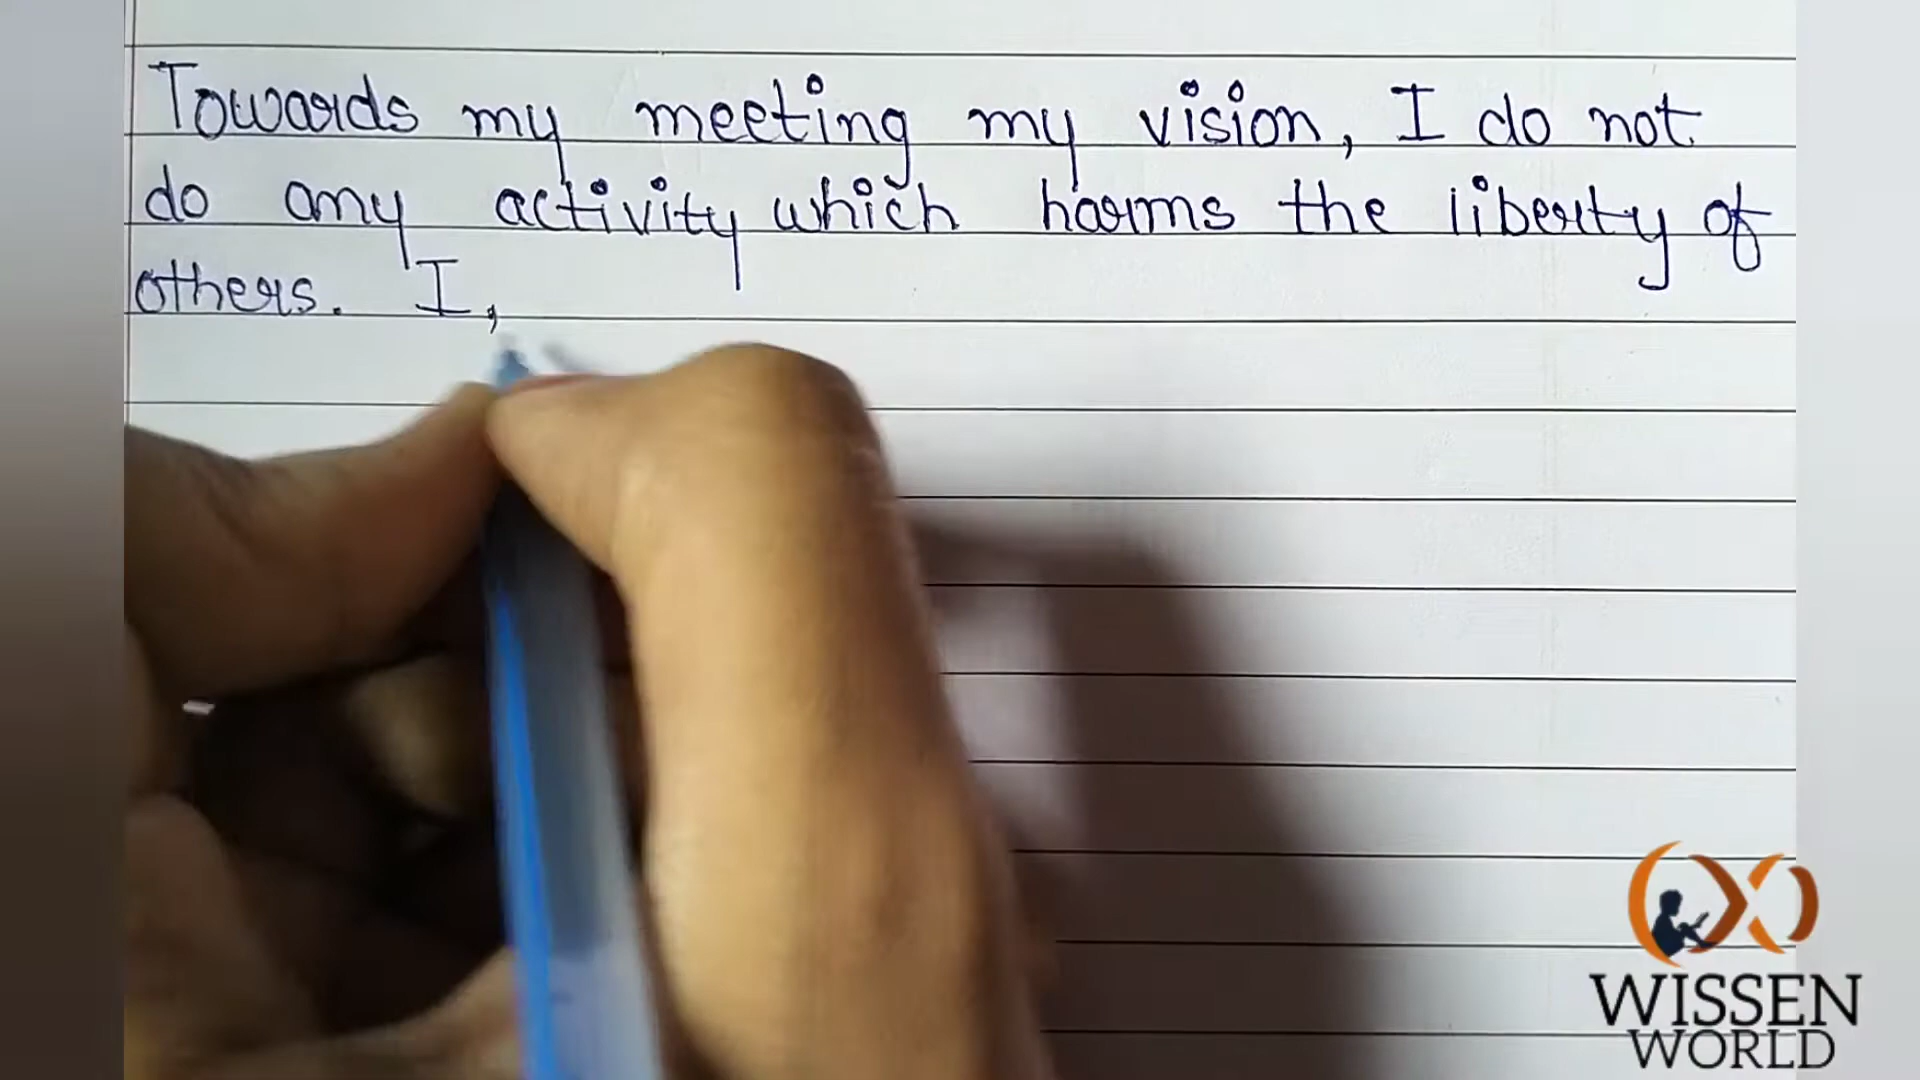 Towards my meeting my vision, I do not
do any activity which harms the liberty of
others. I,
WISSEN
WORLD